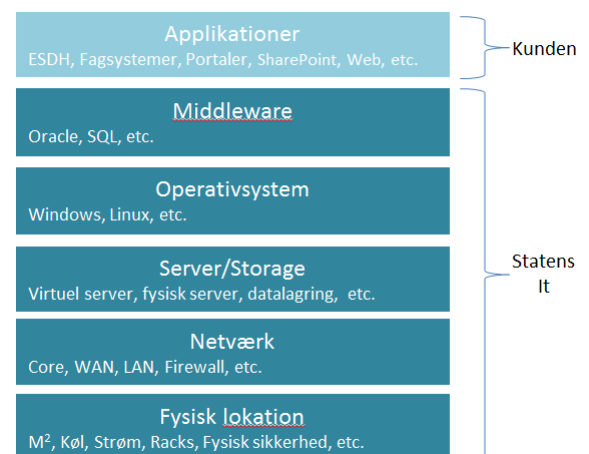 Applikationer
ESDH, Fagsystemer, Portaler, SharePoint, Web, etc.
Kunden
Middleware
Oracle, SQL, etc.
Operativsystem
Windows, Linux, etc.
Server/Storage
Virtuel server, fysisk server, datalagring, etc.
Statens
It
Netværk
Core, WAN, LAN, Firewall, etc.
Fysisk lokation
M², Køl, Strøm, Racks, Fysisk sikkerhed, etc.